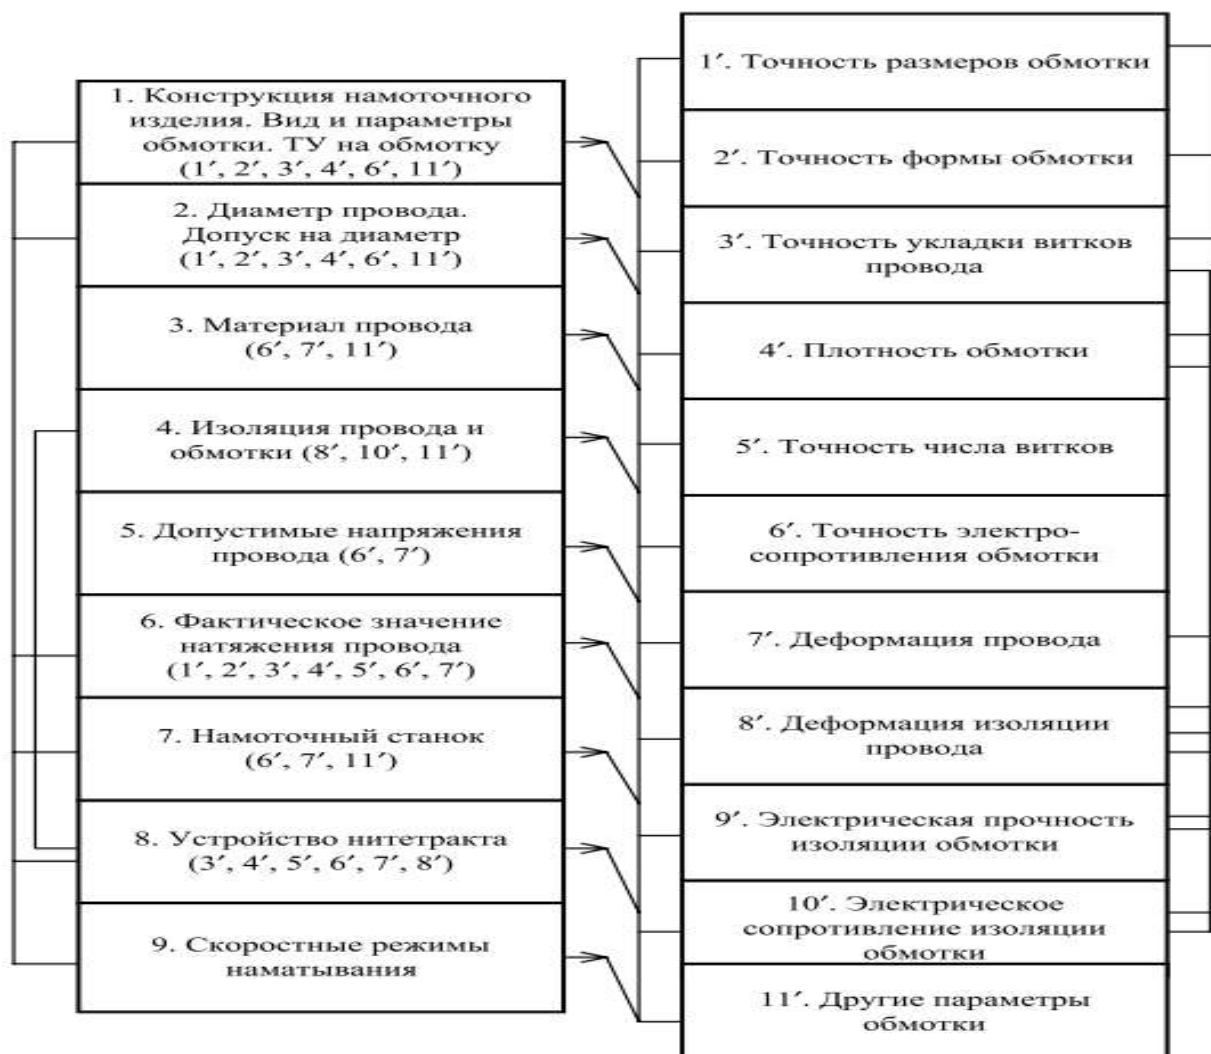 1. Конструкция намоточного
изделия. Вид и параметры
обмотки. ТУ на обмотку
(1′, 2′, 3′, 4′, 6′, 11′)
2. Диаметр провода.
Допуск на диаметр
(1′, 2′, 3′, 4′, 6′, 11′)
3. Материал провода
(6′, 7′, 11′)
4. Изоляция провода и
обмотки (8′, 10′, 11′)
5. Допустимые напряжения
провода (6′, 7′)
6. Фактическое значение
натяжения провода
(1′, 2′, 3′, 4′, 5′, 6′, 7′)
7. Намоточный станок
(6′, 7′, 11′)
8. Устройство нитетракта
(3′, 4′, 5′, 6′, 7′, 8′)
9. Скоростные режимы
наматывания
1′. Точность размеров обмотки
2′. Точность формы обмотки
3′. Точность укладки витков
провода
4′. Плотность обмотки
5′. Точность числа витков
6′. Точность электро-
сопротивления обмотки
7′. Деформация провода
8′. Деформация изоляции
провода
9′. Электрическая прочность
изоляции обмотки
10′. Электрическое
сопротивление изоляции
обмотки
11′. Другие параметры
обмотки